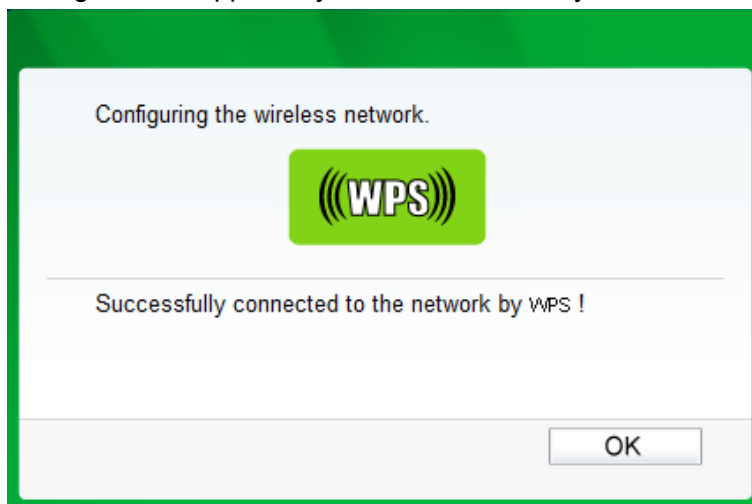 Configuring the wireless network.
(((WPS)))
Successfully connected to the network by WPS !
OK